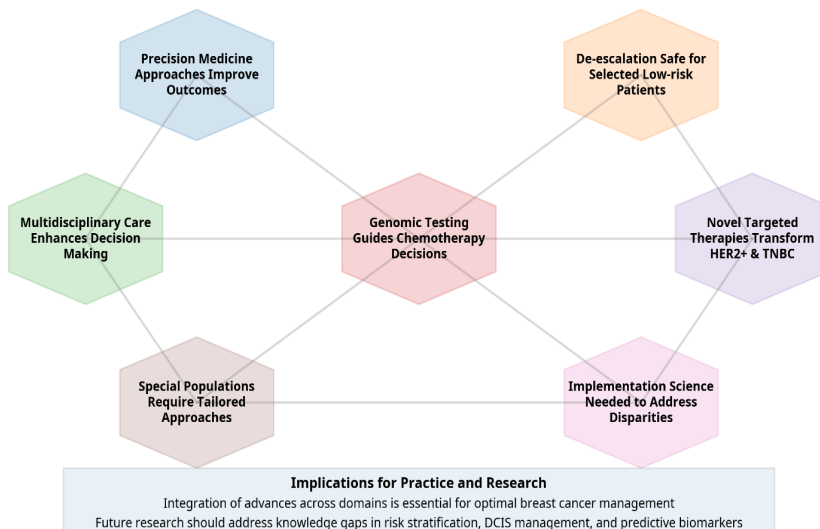 Precision Medicine
Approaches Improve
Outcomes
De-escalation Safe for
Selected Low-risk
Patients
Multidisciplinary Care
Enhances Decision
Making
Genomic Testing
Guides Chemotherapy
Decisions
Novel Targeted
Therapies Transform
HER2+ & TNBC
Special Populations
Require Tailored
Approaches
Implementation Science
Needed to Address
Disparities
Implications for Practice and Research
Integration of advances across domains is essential for optimal breast cancer management
Future research should address knowledge gaps in risk stratification, DCIS management, and predictive biomarkers